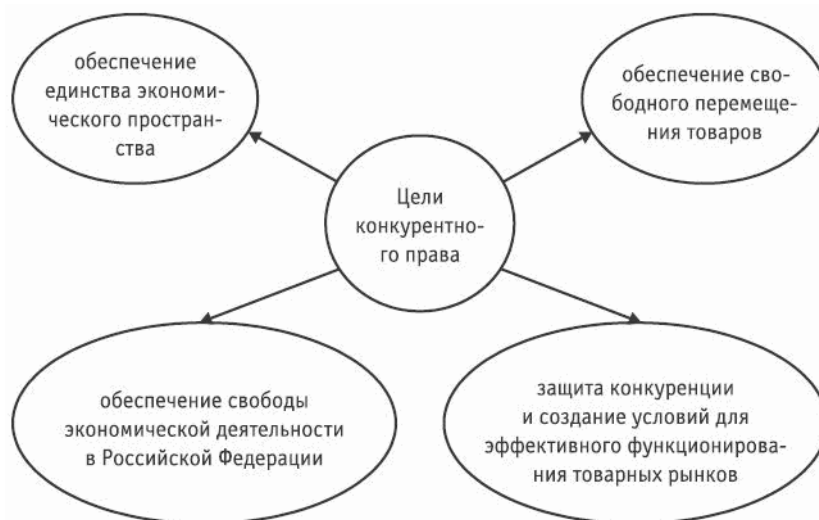 обеспечение
единства экономи-
ческого простран-
ства
обеспечение сво-
бодного перемеще-
ния товаров
Цели
конкурентно-
го права
обеспечение свободы
экономической деятельности
в Российской Федерации
защита конкуренции
и создание условий для
эффективного функционирова-
ния товарных рынков